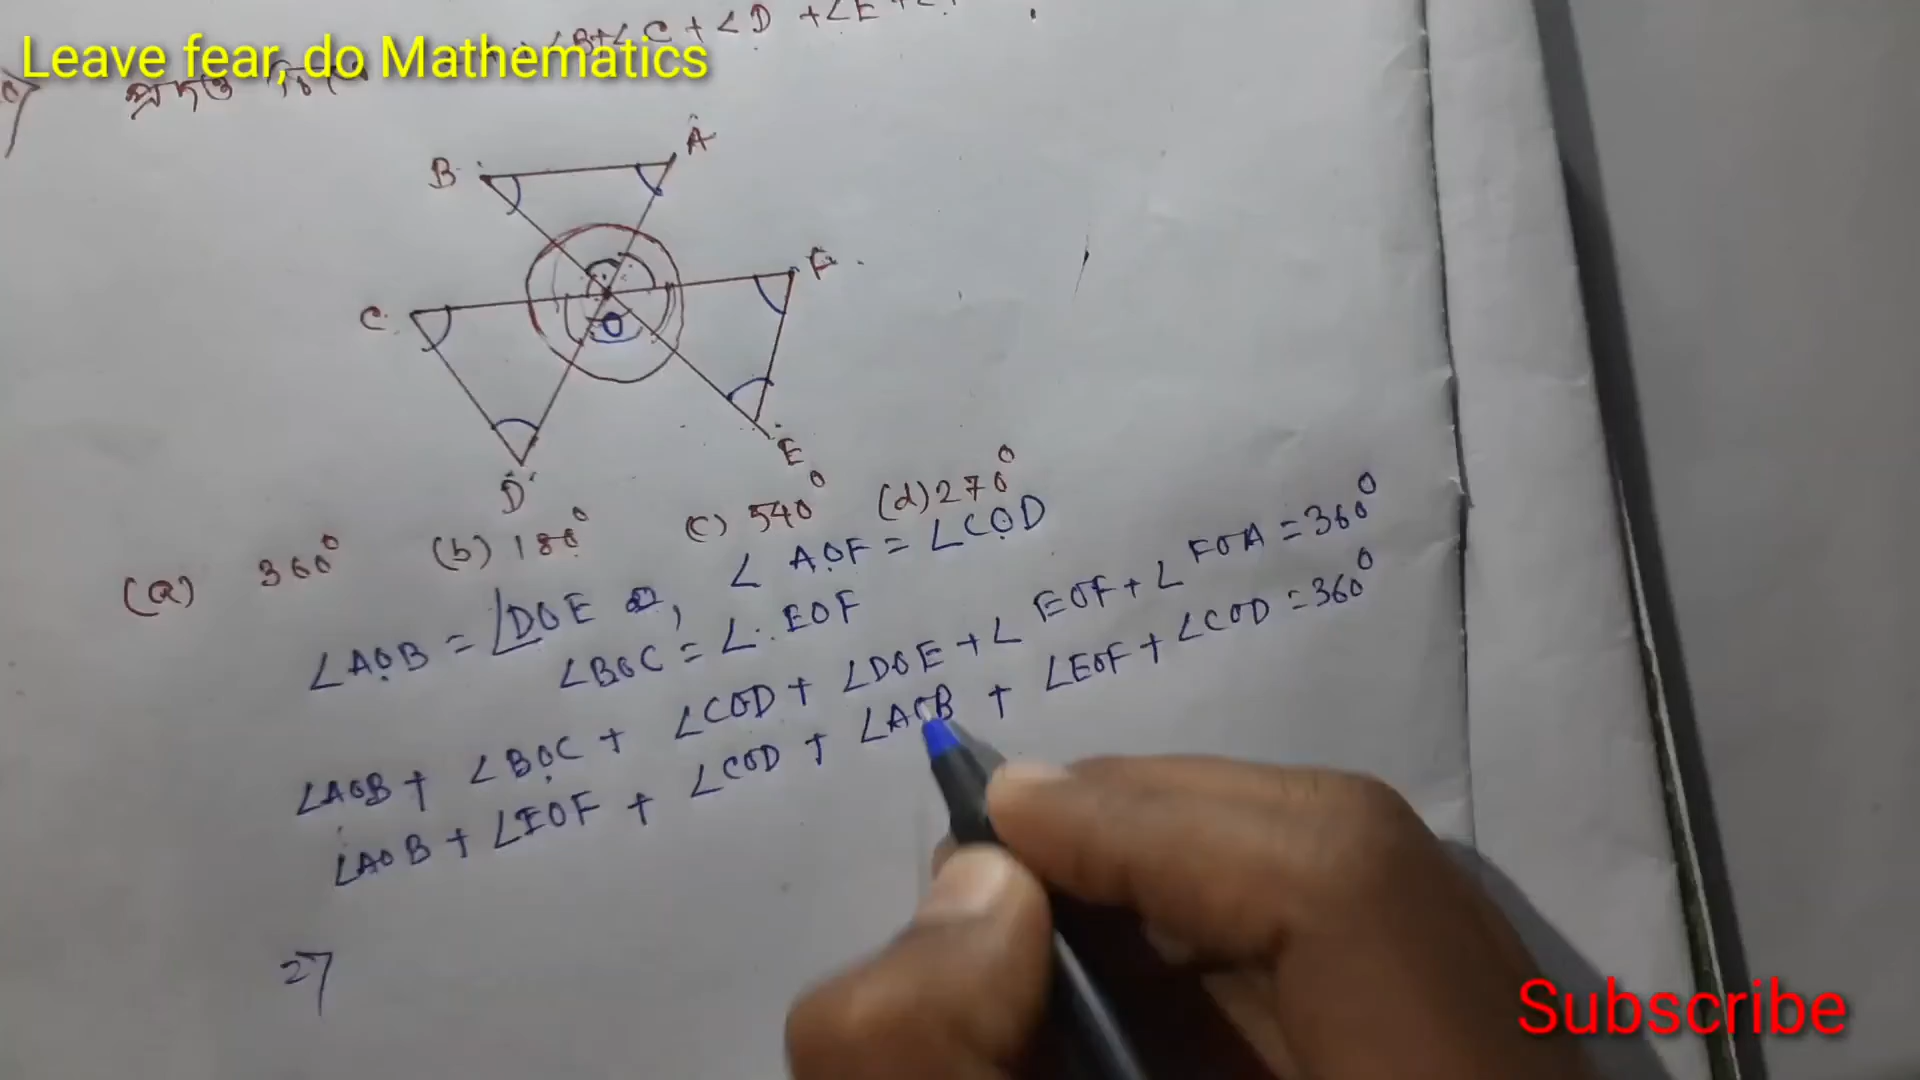 ∠B+∠C+∠D+∠E+
Leave fear, do Mathematics
প্রদত্ত
A
B
F
C
O
E
D
(a) 360° (b) 180° (c) 540° (d) 270°
∠AOB = ∠DOE , ∠AOF = ∠COD
∠BOC = ∠EOF
∠AOB + ∠BOC + ∠COD + ∠DOE + ∠EOF + ∠FOA = 360°
∠AOB + ∠EOF + ∠COD + ∠AOB + ∠EOF + ∠COD = 360°
Subscribe